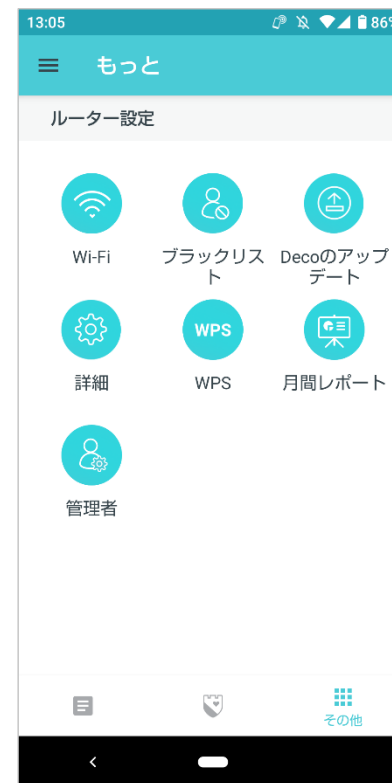 13:05 86%
もっと
ルーター設定
Wi-Fi
ブラックリス
ト
Decoのアップ
デート
WPS
詳細
WPS
月間レポート
管理者
その他